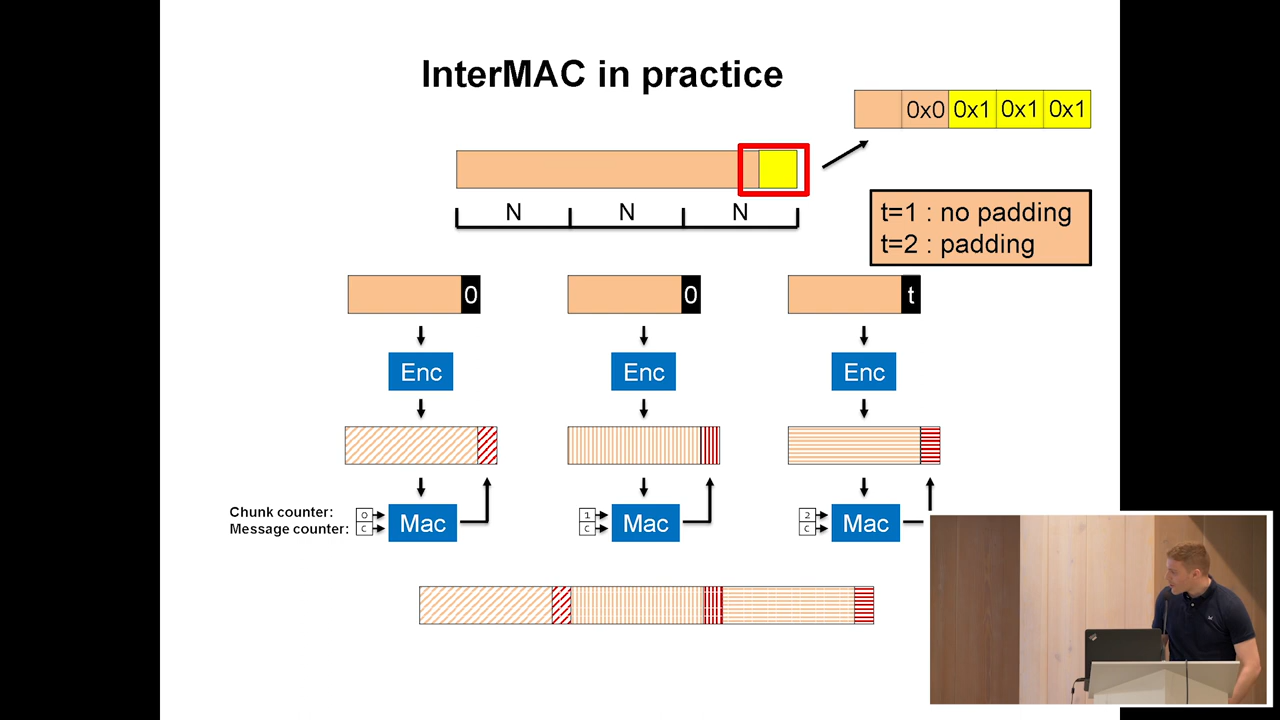 InterMAC in practice
0x0 0x1 0x1 0x1
N N N
t=1 : no padding
t=2 : padding
0 0 t
Enc Enc Enc
Chunk counter: 0 1 2
Message counter: C C C
Mac Mac Mac